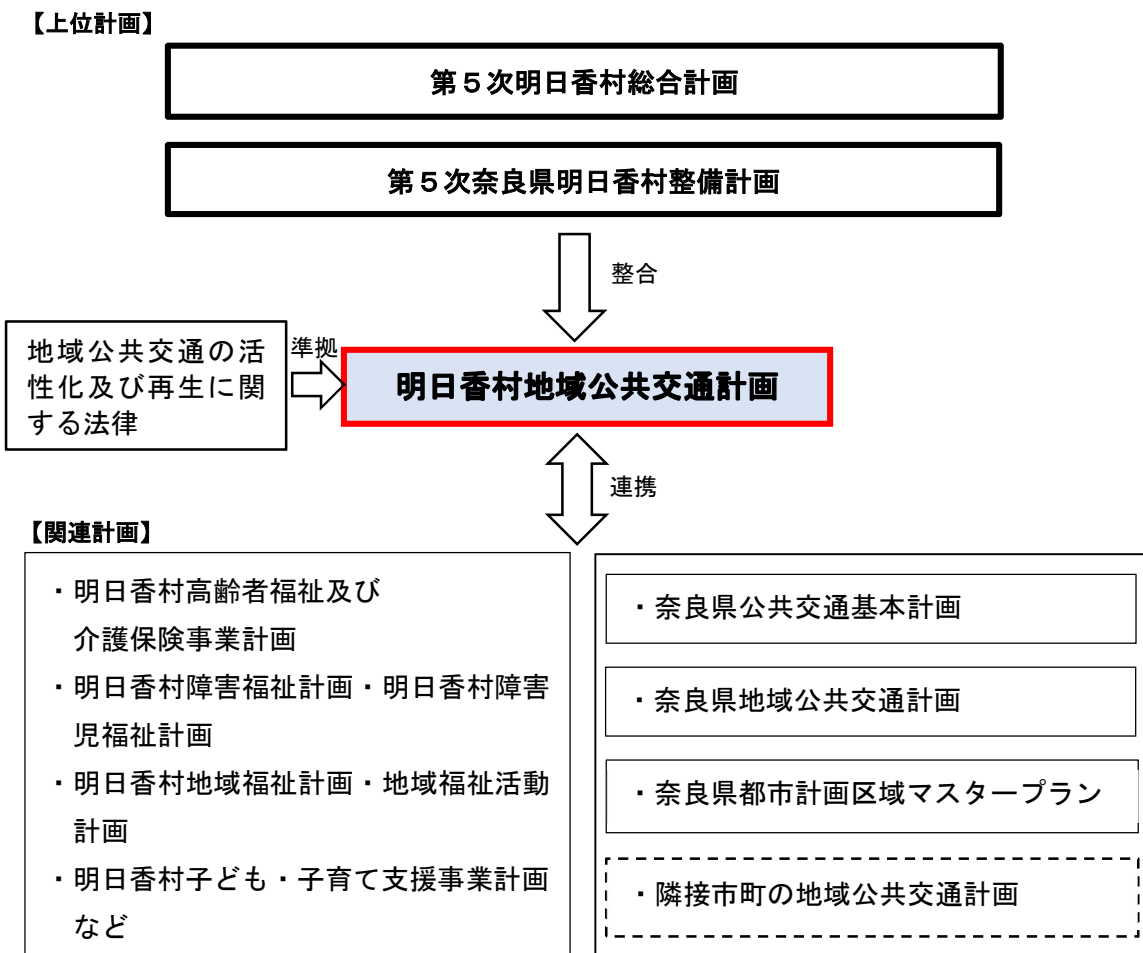 【上位計画】
第５次明日香村総合計画
第５次奈良県明日香村整備計画
整合
地域公共交通の活
性化及び再生に関
する法律
準拠
明日香村地域公共交通計画
連携
【関連計画】
・明日香村高齢者福祉及び
介護保険事業計画
・明日香村障害福祉計画・明日香村障害
児福祉計画
・明日香村地域福祉計画・地域福祉活動
計画
・明日香村子ども・子育て支援事業計画
など
・奈良県公共交通基本計画
・奈良県地域公共交通計画
・奈良県都市計画区域マスタープラン
・隣接市町の地域公共交通計画